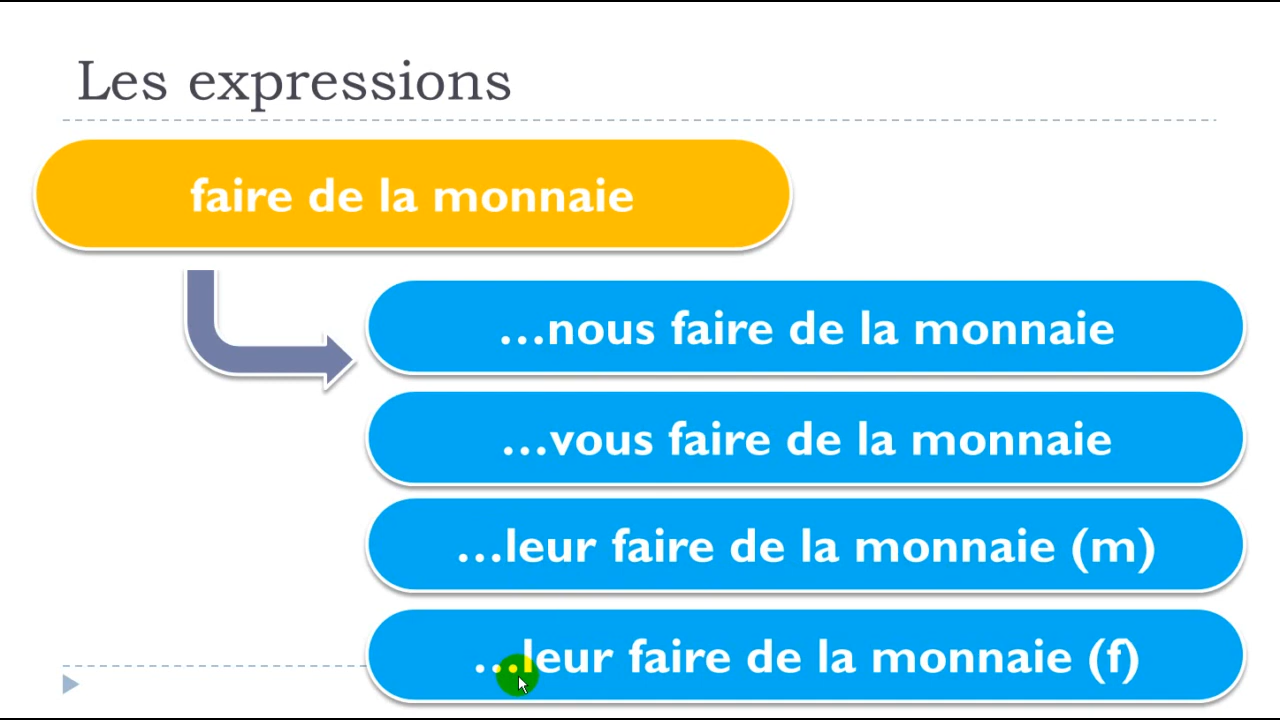 Les expressions
faire de la monnaie
…nous faire de la monnaie
…vous faire de la monnaie
…leur faire de la monnaie (m)
…leur faire de la monnaie (f)